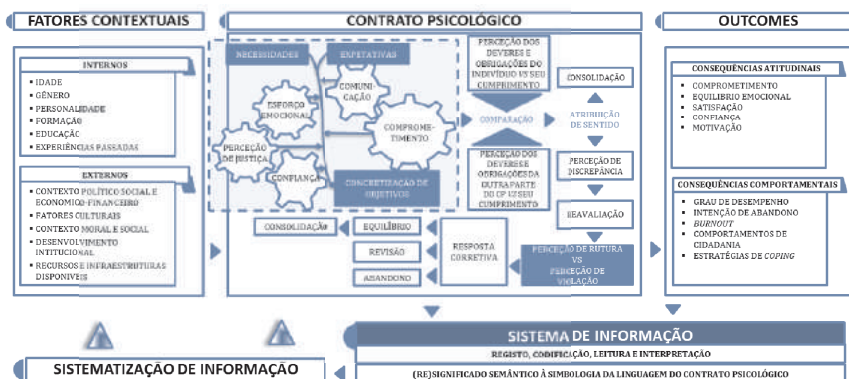 FATORES CONTEXTUAIS
INTERNOS
▪ IDADE
▪ GÉNERO
▪ PERSONALIDADE
▪ FORMAÇÃO
▪ EDUCAÇÃO
▪ EXPERIÊNCIAS PASSADAS
EXTERNOS
▪ CONTEXTO POLÍTICO SOCIAL E
ECONOMICO-FINANCEIRO
▪ FATORES CULTURAIS
▪ CONTEXTO MORAL E SOCIAL
▪ DESENVOLVIMENTO
INTITUCIONAL
▪ RECURSOS E INFRAESTRUTURAS
DISPONIVEIS
CONTRATO PSICOLÓGICO
NECESSIDADES
EXPETATIVAS
COMUNI-
CAÇÃO
ESFORÇO
EMOCIONAL
COMPROME-
TIMENTO
PERCEÇÃO
DE JUSTIÇA
CONFIANÇA
CONCRETIZAÇÃO DE
OBJETIVOS
PERCEÇÃO DOS
DEVERES E
OBRIGAÇÕES DO
INDIVÍDUO VS SEU
CUMPRIMENTO
COMPARAÇÃO
PERCEÇÃO DOS
DEVERES E
OBRIGAÇÕES DA
OUTRA PARTE
DO CP VS SEU
CUMPRIMENTO
CONSOLIDAÇÃO
ATRIBUIÇÃO
DE SENTIDO
PERCEÇÃO DE
DISCREPÂNCIA
REAVALIAÇÃO
PERCEÇÃO DE RUTURA
VS
PERCEÇÃO DE
VIOLAÇÃO
RESPOSTA
CORRETIVA
EQUILÍBRIO
CONSOLIDAÇÃO
REVISÃO
ABANDONO
OUTCOMES
CONSEQUÊNCIAS ATITUDINAIS
▪ COMPROMETIMENTO
▪ EQUILIBRIO EMOCIONAL
▪ SATISFAÇÃO
▪ CONFIANÇA
▪ MOTIVAÇÃO
CONSEQUÊNCIAS COMPORTAMENTAIS
▪ GRAU DE DESEMPENHO
▪ INTENÇÃO DE ABANDONO
▪ BURNOUT
▪ COMPORTAMENTOS DE
CIDADANIA
▪ ESTRATÉGIAS DE COPING
SISTEMATIZAÇÃO DE INFORMAÇÃO
SISTEMA DE INFORMAÇÃO
REGISTO, CODIFICAÇÃO, LEITURA E INTERPRETAÇÃO
(RE)SIGNIFICADO SEMÂNTICO À SIMBOLOGIA DA LINGUAGEM DO CONTRATO PSICOLÓGICO